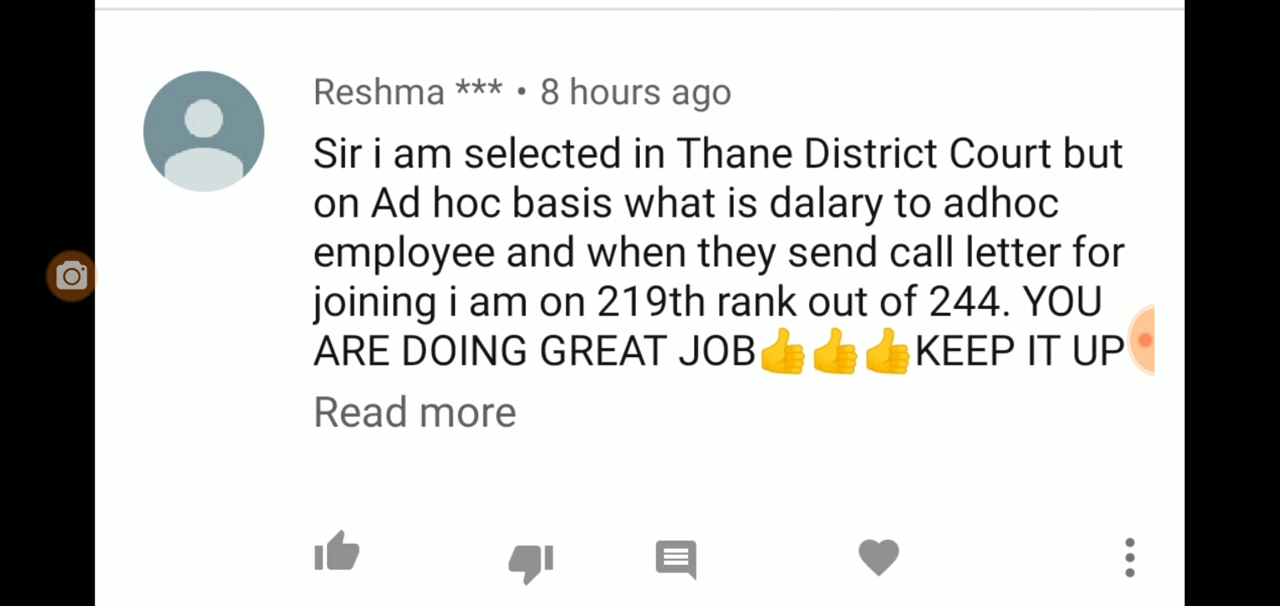 Reshma *** • 8 hours ago
Sir i am selected in Thane District Court but
on Ad hoc basis what is dalary to adhoc
employee and when they send call letter for
joining i am on 219th rank out of 244. YOU
ARE DOING GREAT JOB👍👍👍KEEP IT UP
Read more